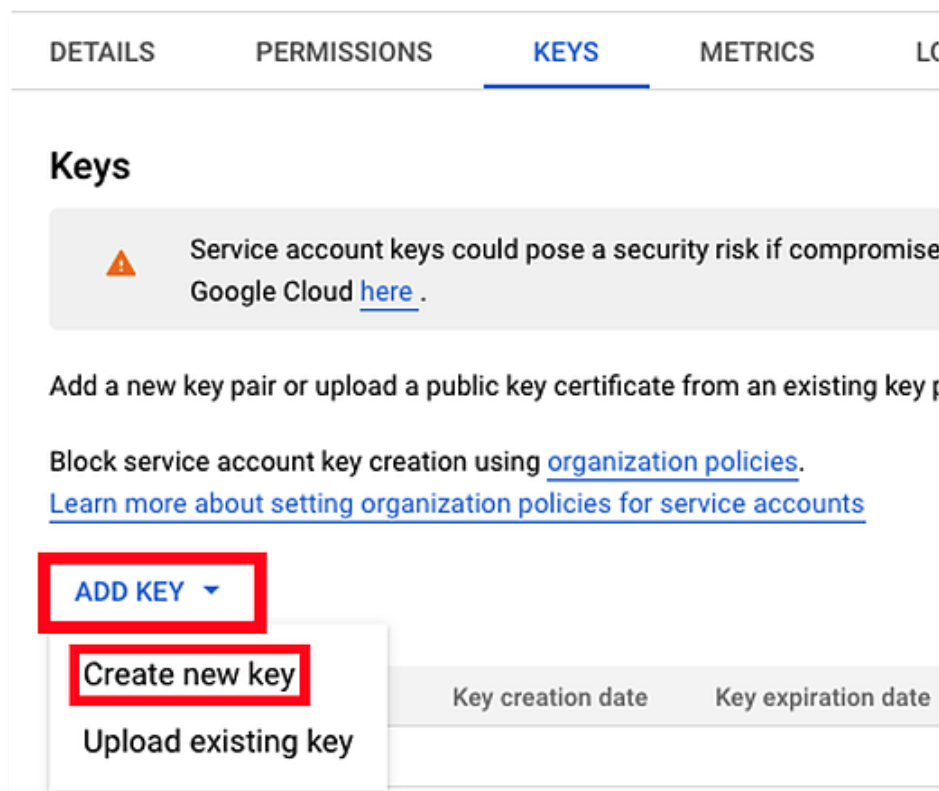 DETAILS PERMISSIONS KEYS METRICS
Keys
Service account keys could pose a security risk if compromise
Google Cloud here .
Add a new key pair or upload a public key certificate from an existing key
Block service account key creation using organization policies.
Learn more about setting organization policies for service accounts
ADD KEY
Create new key
Key creation date Key expiration date
Upload existing key